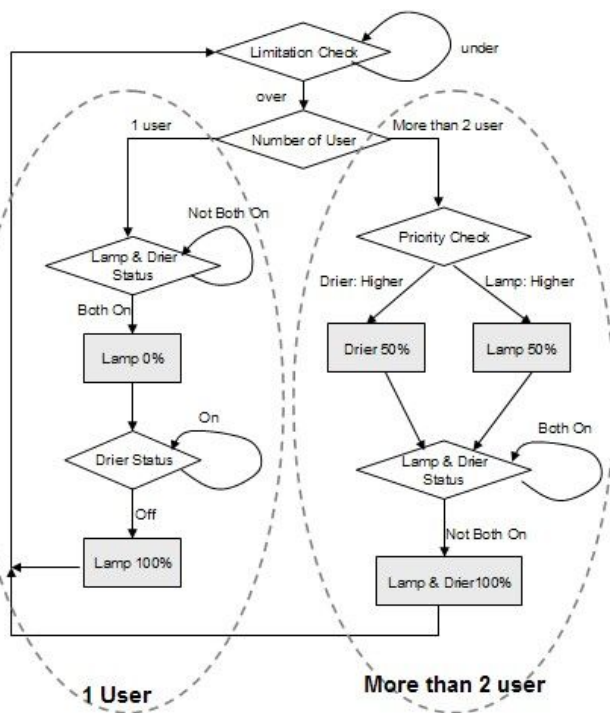 Limitation Check
under
over
1 user
Number of User
More than 2 user
Not Both On
Lamp & Drier
Status
Both On
Lamp 0%
On
Drier Status
Off
Lamp 100%
Priority Check
Drier: Higher
Lamp: Higher
Drier 50%
Lamp 50%
Both On
Lamp & Drier
Status
Not Both On
Lamp & Drier100%
1 User
More than 2 user